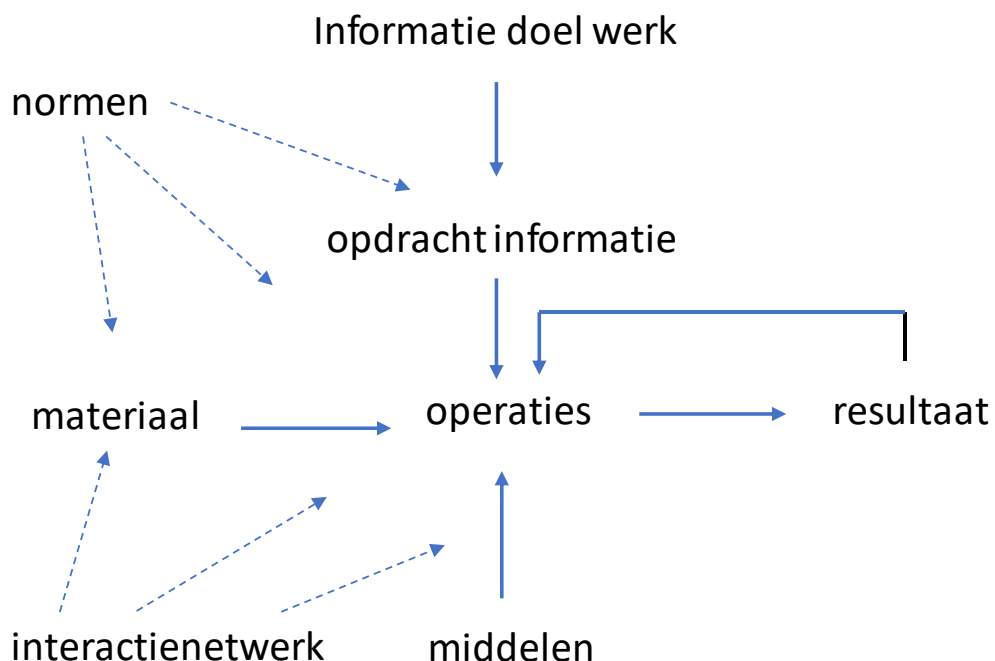 Informatie doel werk
normen
opdracht informatie
materiaal
operaties
resultaat
interactienetwerk
middelen